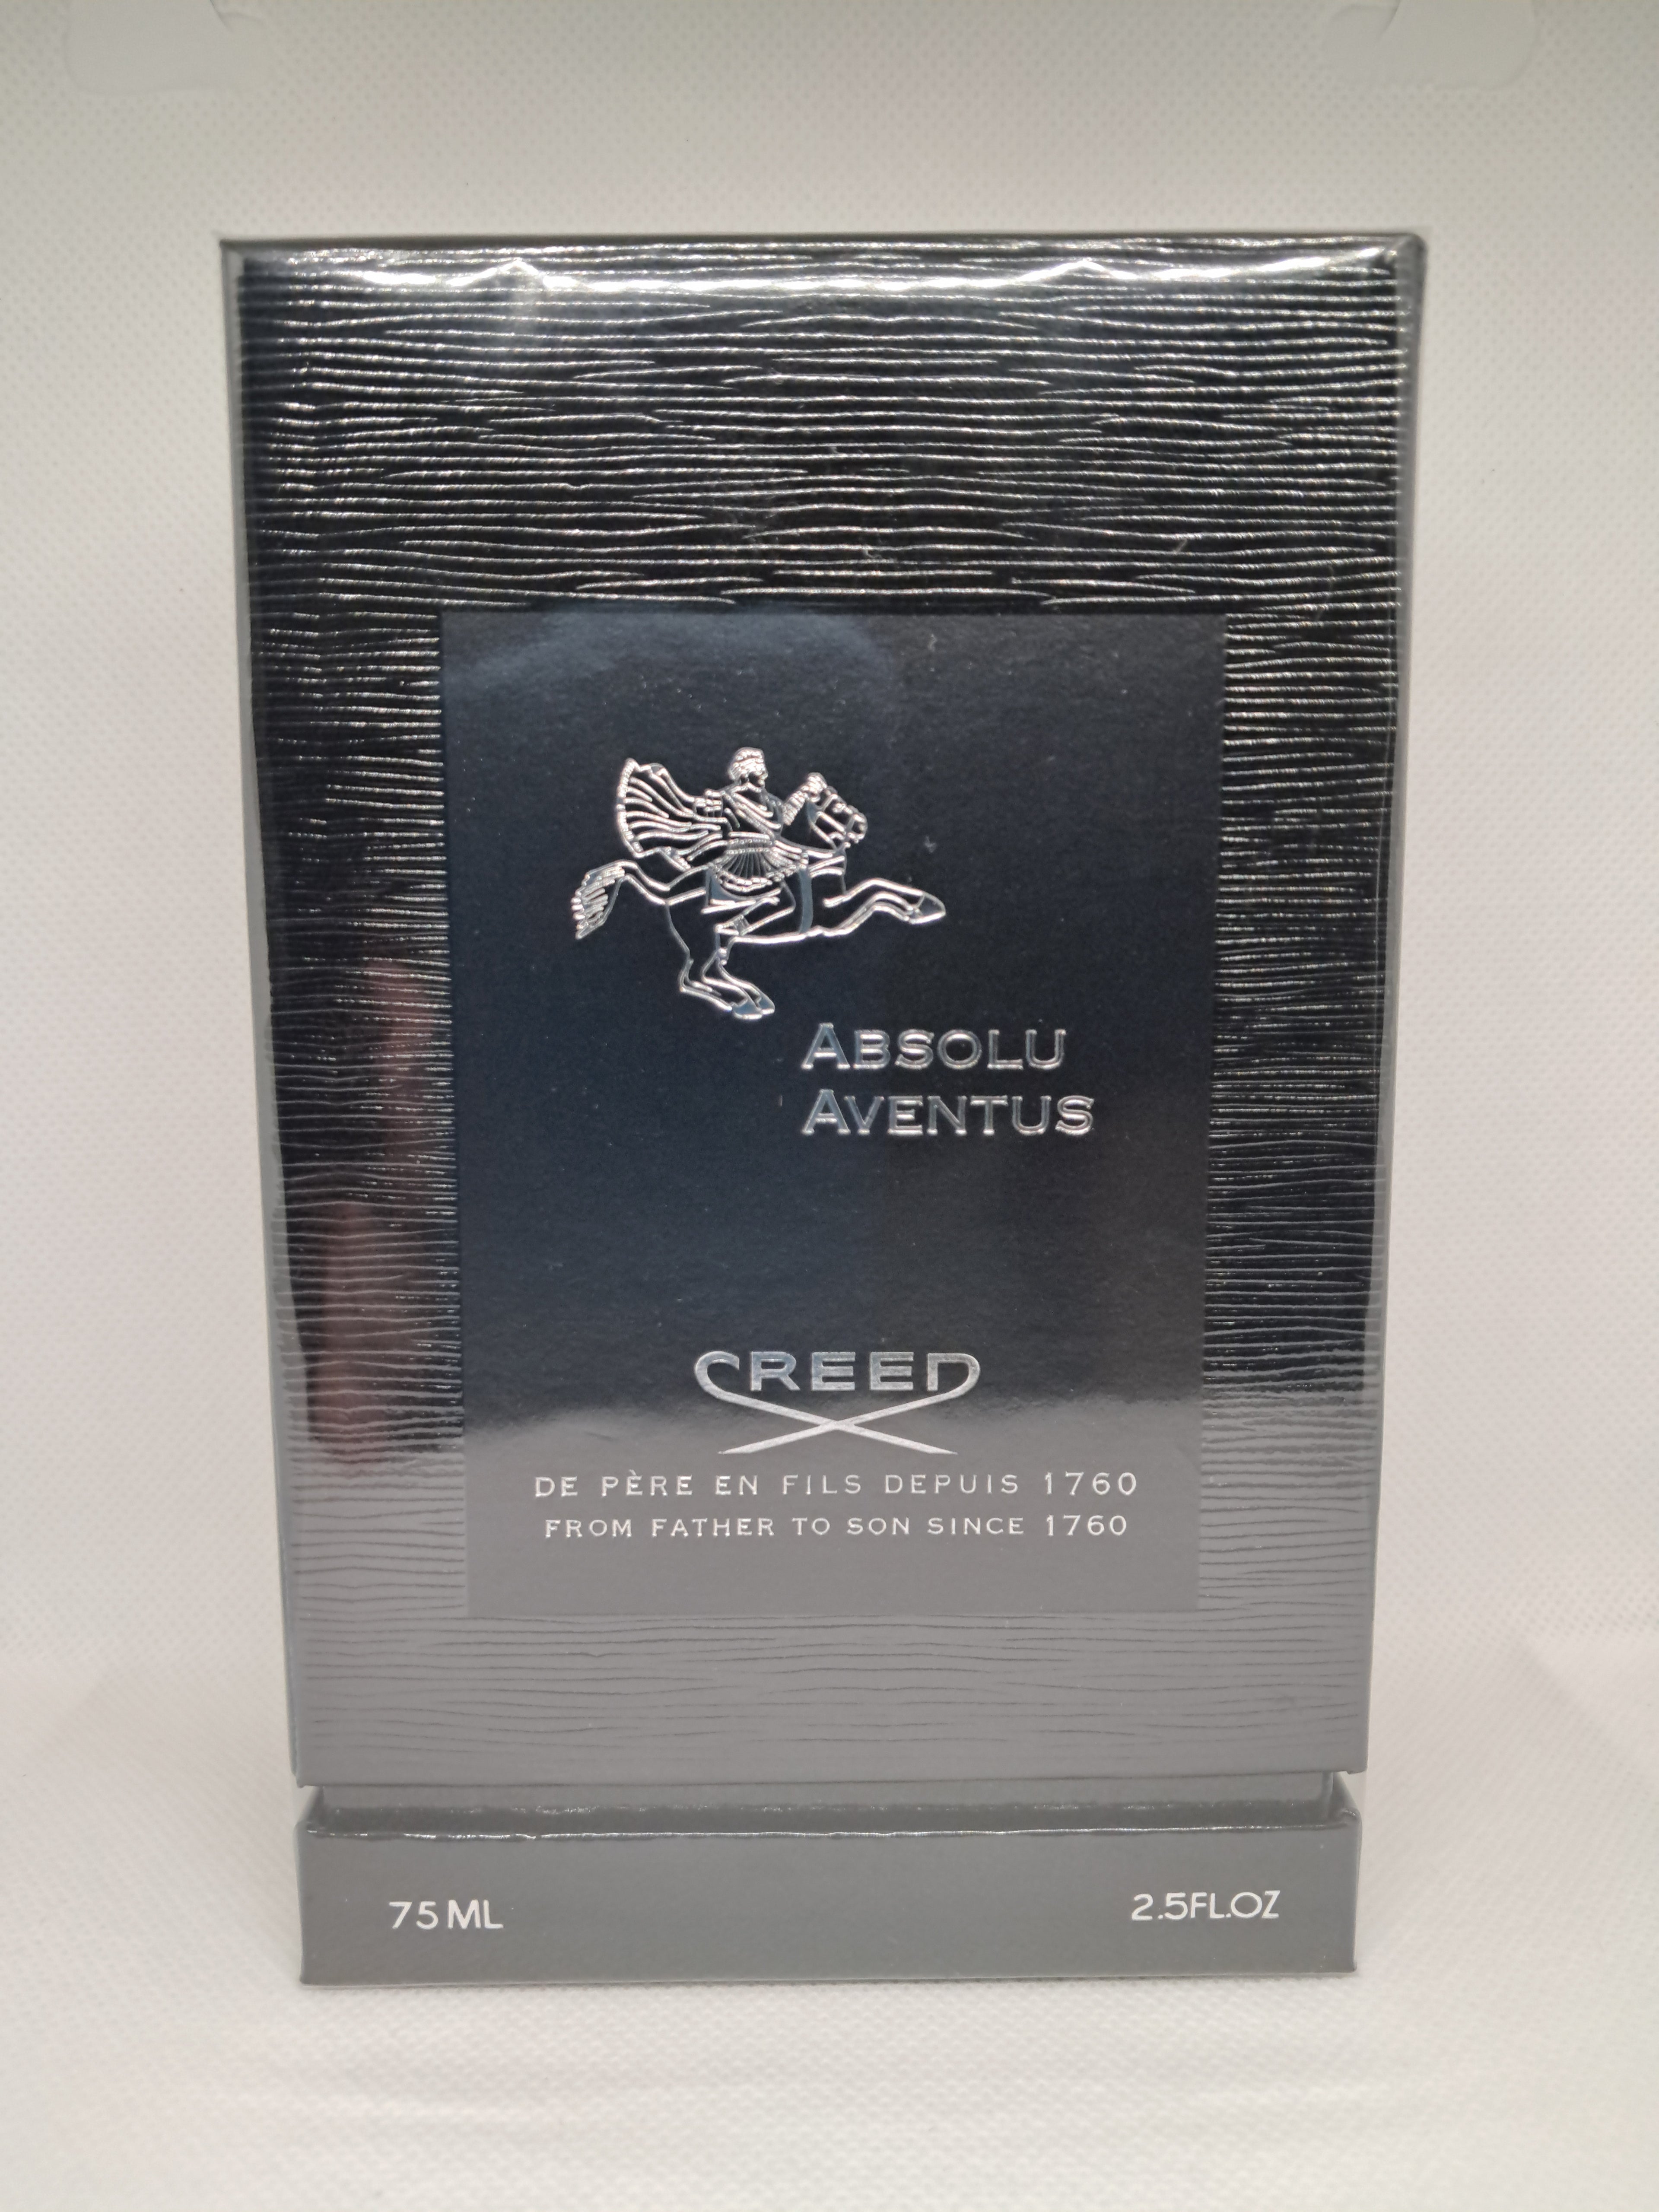 ABSOLU
AVENTUS
CREED
DE PÈRE EN FILS DEPUIS 1760
FROM FATHER TO SON SINCE 1760
75 ML
2.5FL.OZ